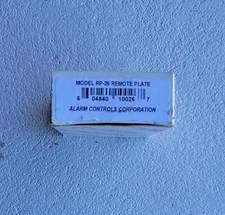 MODEL RP-26 REMOTE PLATE
6 04840 10026 7
ALARM CONTROLS CORPORATION